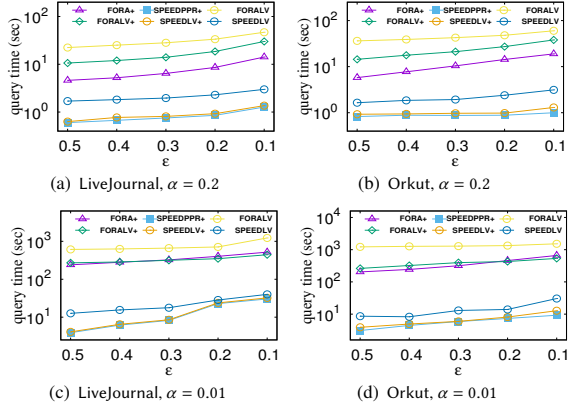 FORA+ SPEEDPPR+ FORALV
FORALV+ SPEEDLV+ SPEEDLV
query time (sec)
10²
10¹
10⁰
0.5 0.4 0.3 0.2 0.1
ε
(a) LiveJournal, α = 0.2
FORA+ SPEEDPPR+ FORALV
FORALV+ SPEEDLV+ SPEEDLV
query time (sec)
10²
10¹
10⁰
0.5 0.4 0.3 0.2 0.1
ε
(b) Orkut, α = 0.2
FORA+ SPEEDPPR+ FORALV
FORALV+ SPEEDLV+ SPEEDLV
query time (sec)
10³
10¹
0.5 0.4 0.3 0.2 0.1
ε
(c) LiveJournal, α = 0.01
FORA+ SPEEDPPR+ FORALV
FORALV+ SPEEDLV+ SPEEDLV
query time (sec)
10⁴
10³
10²
10¹
0.5 0.4 0.3 0.2 0.1
ε
(d) Orkut, α = 0.01